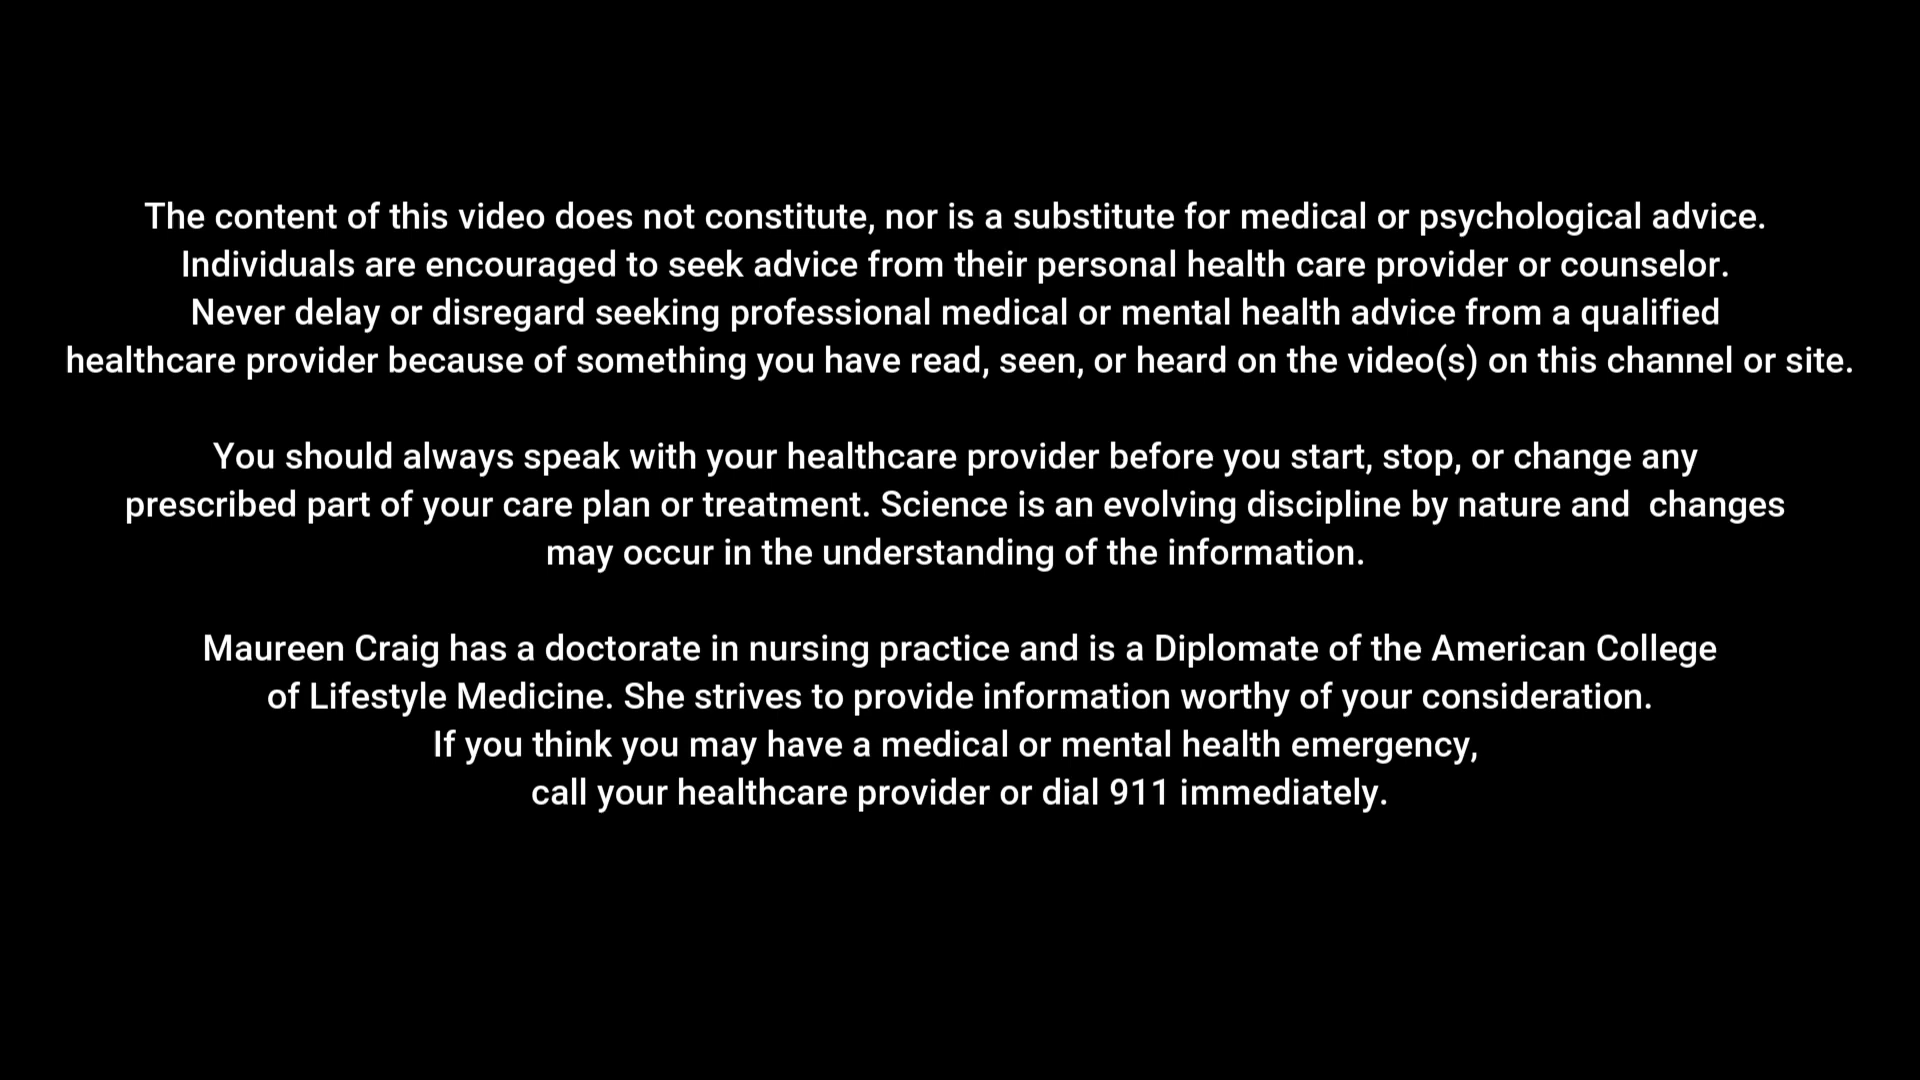 The content of this video does not constitute, nor is a substitute for medical or psychological advice.
Individuals are encouraged to seek advice from their personal health care provider or counselor.
Never delay or disregard seeking professional medical or mental health advice from a qualified
healthcare provider because of something you have read, seen, or heard on the video(s) on this channel or site.
You should always speak with your healthcare provider before you start, stop, or change any
prescribed part of your care plan or treatment. Science is an evolving discipline by nature and  changes
may occur in the understanding of the information.
Maureen Craig has a doctorate in nursing practice and is a Diplomate of the American College
of Lifestyle Medicine. She strives to provide information worthy of your consideration.
If you think you may have a medical or mental health emergency,
call your healthcare provider or dial 911 immediately.